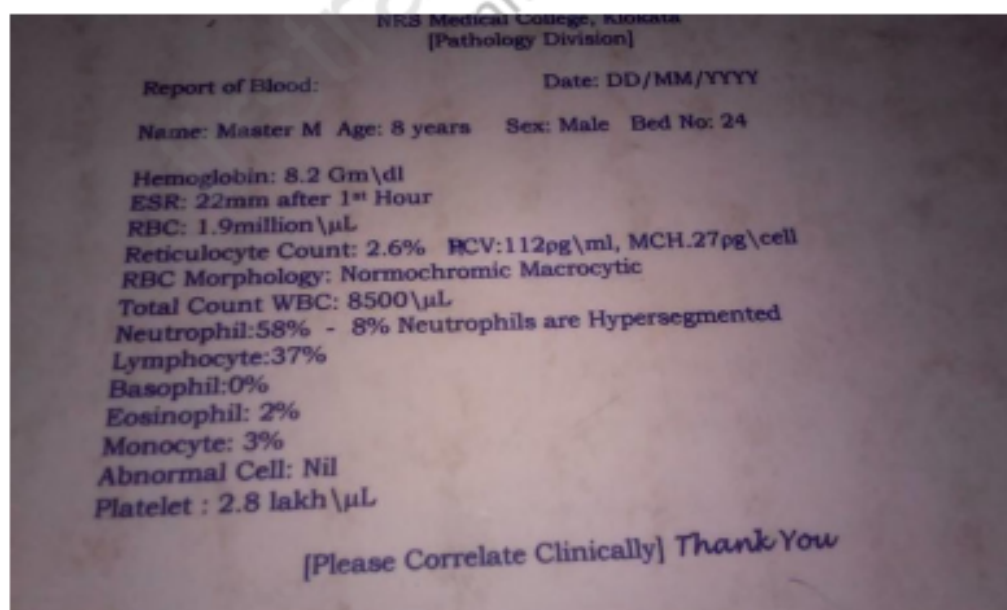 NRS Medical College, Klokata
[Pathology Division]
Report of Blood: Date: DD/MM/YYYY
Name: Master M Age: 8 years Sex: Male Bed No: 24
Hemoglobin: 8.2 Gm\dl
ESR: 22mm after 1st Hour
RBC: 1.9million\µL
Reticulocyte Count: 2.6% PCV:112ρg\ml, MCH.27ρg\cell
RBC Morphology: Normochromic Macrocytic
Total Count WBC: 8500\µL
Neutrophil:58% - 8% Neutrophils are Hypersegmented
Lymphocyte:37%
Basophil:0%
Eosinophil: 2%
Monocyte: 3%
Abnormal Cell: Nil
Platelet : 2.8 lakh\µL
[Please Correlate Clinically] Thank You